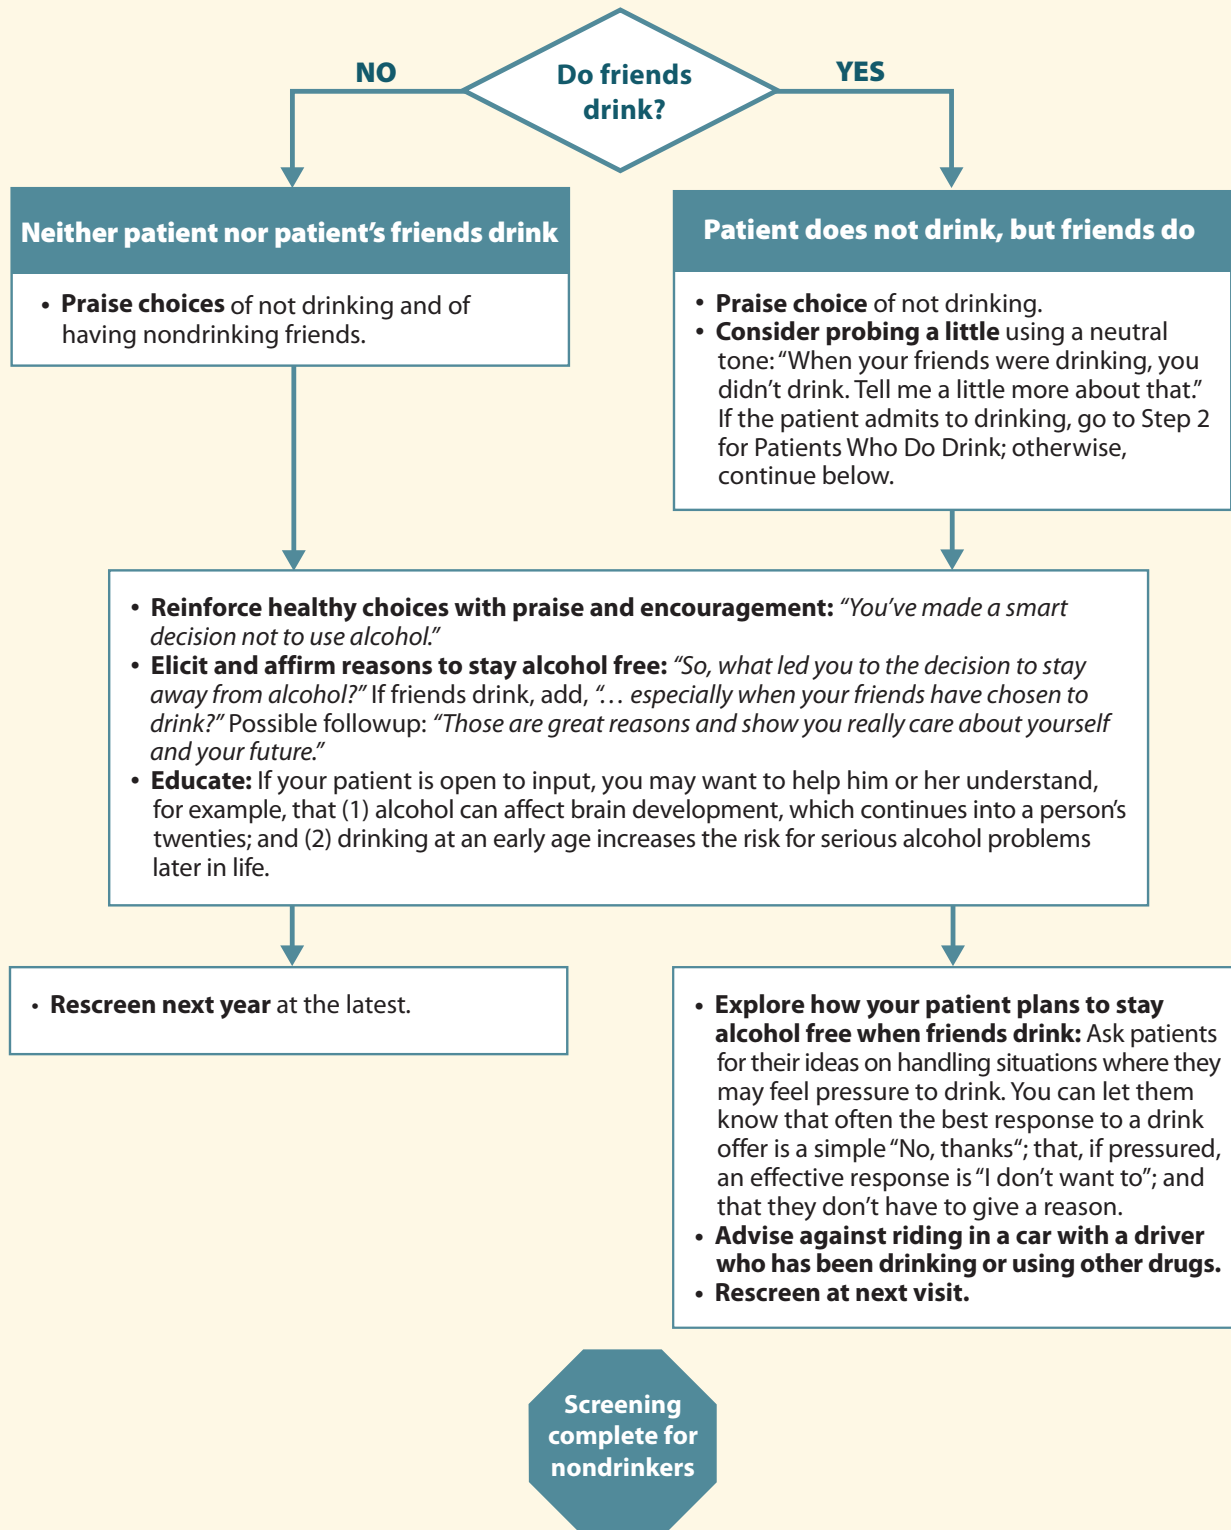 Do friends
drink?
NO
YES
Neither patient nor patient’s friends drink
• Praise choices of not drinking and of
having nondrinking friends.
Patient does not drink, but friends do
• Praise choice of not drinking.
• Consider probing a little using a neutral
tone: “When your friends were drinking, you
didn’t drink. Tell me a little more about that.”
If the patient admits to drinking, go to Step 2
for Patients Who Do Drink; otherwise,
continue below.
• Reinforce healthy choices with praise and encouragement: “You’ve made a smart
decision not to use alcohol.”
• Elicit and affirm reasons to stay alcohol free: “So, what led you to the decision to stay
away from alcohol?” If friends drink, add, “… especially when your friends have chosen to
drink?” Possible followup: “Those are great reasons and show you really care about yourself
and your future.”
• Educate: If your patient is open to input, you may want to help him or her understand,
for example, that (1) alcohol can affect brain development, which continues into a person’s
twenties; and (2) drinking at an early age increases the risk for serious alcohol problems
later in life.
• Rescreen next year at the latest.
• Explore how your patient plans to stay
alcohol free when friends drink: Ask patients
for their ideas on handling situations where they
may feel pressure to drink. You can let them
know that often the best response to a drink
offer is a simple “No, thanks“; that, if pressured,
an effective response is “I don’t want to”; and
that they don’t have to give a reason.
• Advise against riding in a car with a driver
who has been drinking or using other drugs.
• Rescreen at next visit.
Screening
complete for
nondrinkers